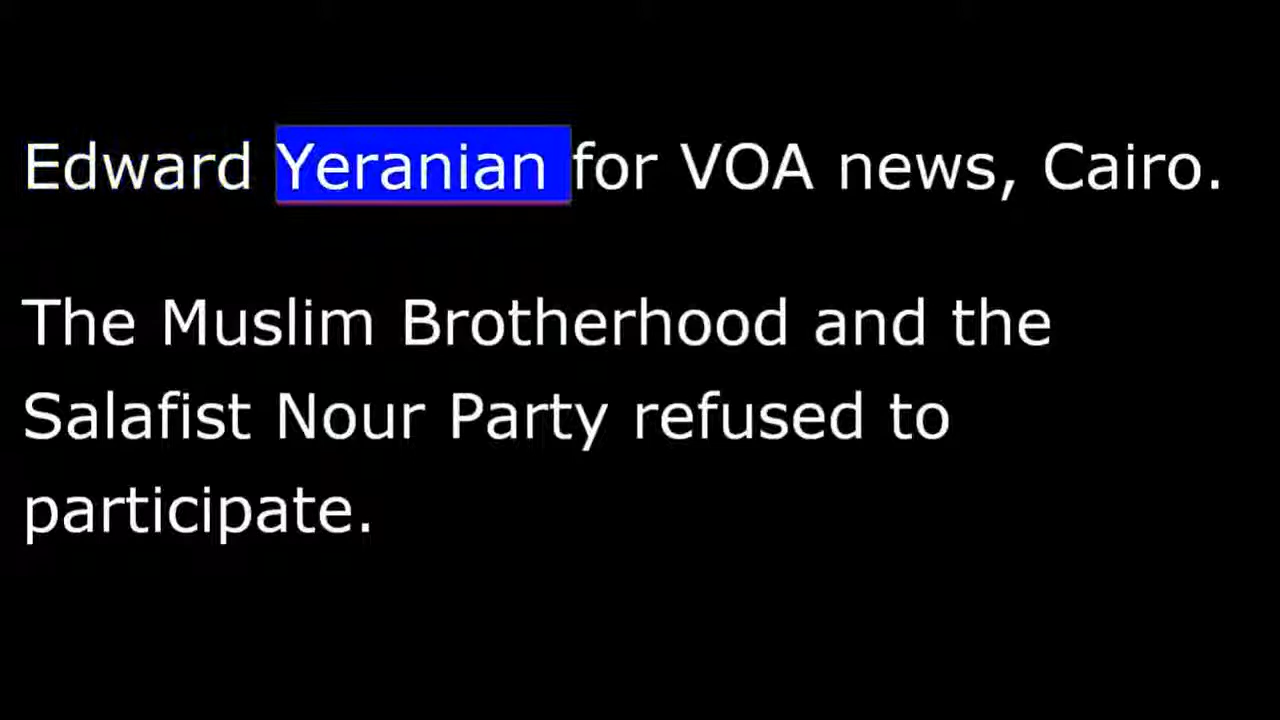 Edward Yeranian for VOA news, Cairo.
The Muslim Brotherhood and the
Salafist Nour Party refused to
participate.